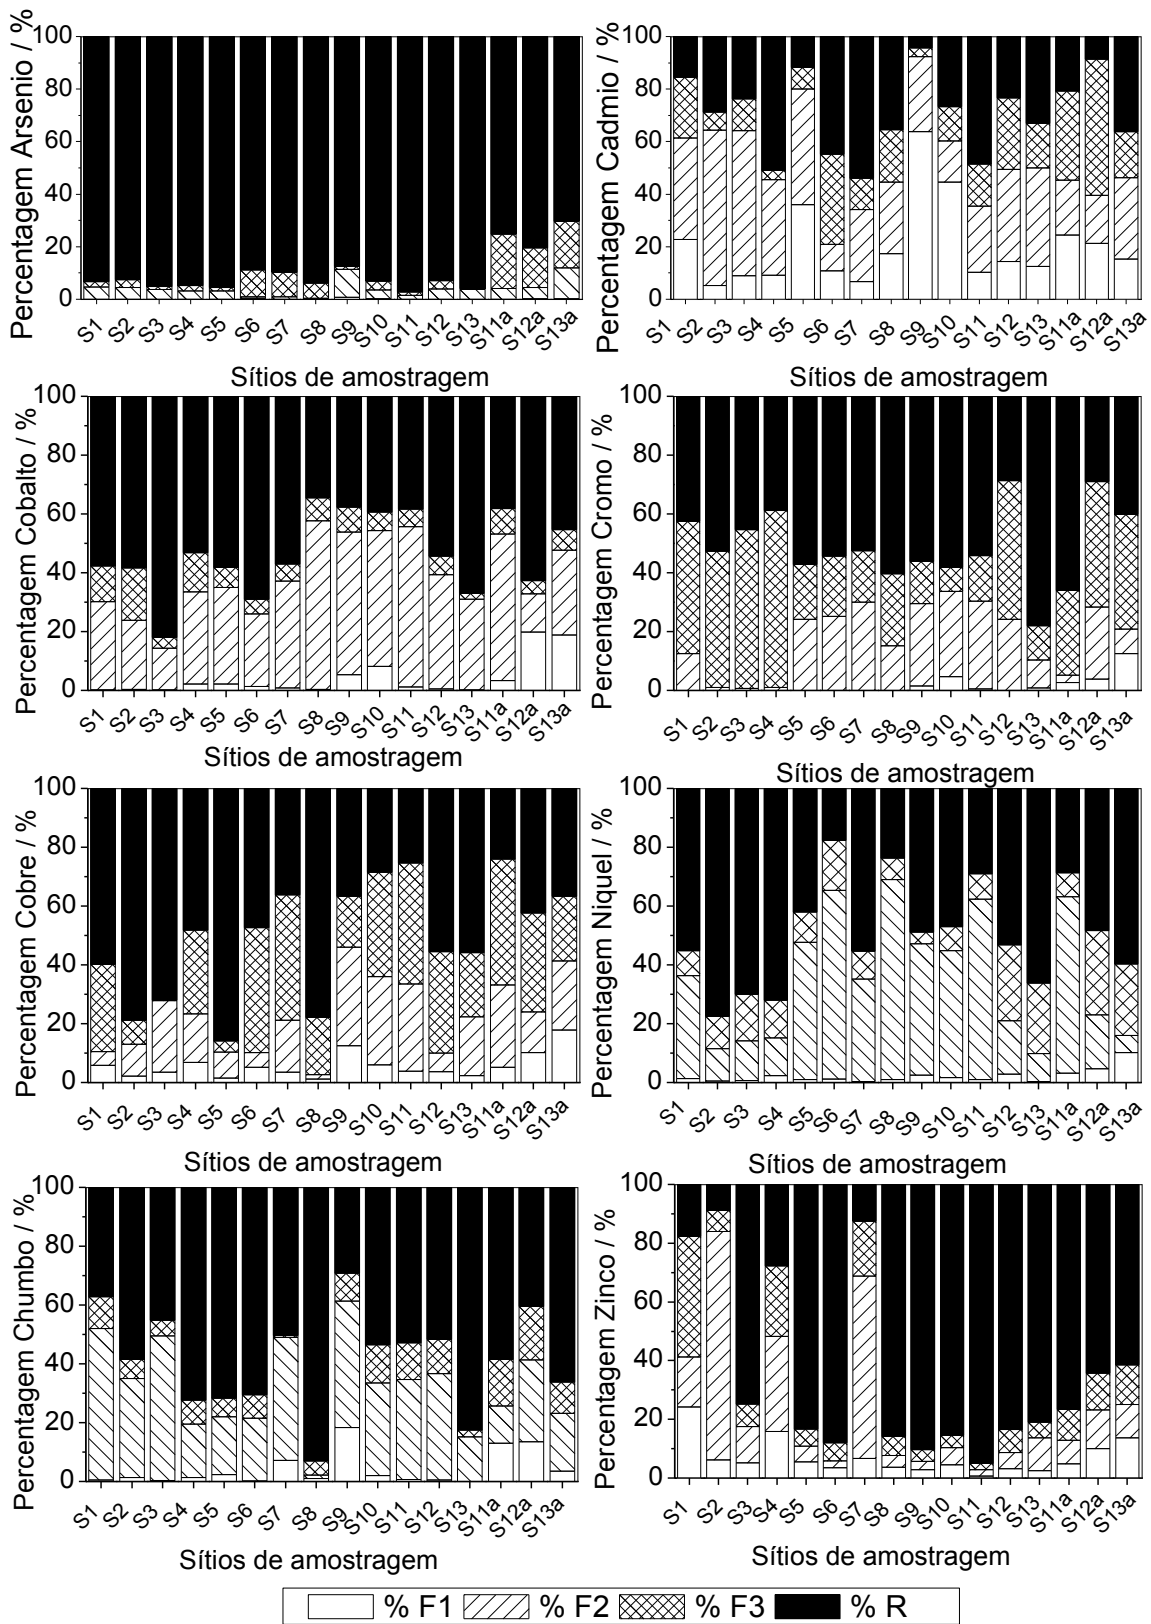 Percentagem Arsenio / %
100
80
60
40
20
0
S1 S2 S3 S4 S5 S6 S7 S8 S9 S10 S11 S12 S13 S11a S12a S13a
Sítios de amostragem
Percentagem Cadmio / %
100
80
60
40
20
0
S1 S2 S3 S4 S5 S6 S7 S8 S9 S10 S11 S12 S13 S11a S12a S13a
Sítios de amostragem
Percentagem Cobalto / %
100
80
60
40
20
0
S1 S2 S3 S4 S5 S6 S7 S8 S9 S10 S11 S12 S13 S11a S12a S13a
Sítios de amostragem
Percentagem Cromo / %
100
80
60
40
20
0
S1 S2 S3 S4 S5 S6 S7 S8 S9 S10 S11 S12 S13 S11a S12a S13a
Sítios de amostragem
Percentagem Cobre / %
100
80
60
40
20
0
S1 S2 S3 S4 S5 S6 S7 S8 S9 S10 S11 S12 S13 S11a S12a S13a
Sítios de amostragem
Percentagem Niquel / %
100
80
60
40
20
0
S1 S2 S3 S4 S5 S6 S7 S8 S9 S10 S11 S12 S13 S11a S12a S13a
Sítios de amostragem
Percentagem Chumbo / %
100
80
60
40
20
0
S1 S2 S3 S4 S5 S6 S7 S8 S9 S10 S11 S12 S13 S11a S12a S13a
Sítios de amostragem
Percentagem Zinco / %
100
80
60
40
20
0
S1 S2 S3 S4 S5 S6 S7 S8 S9 S10 S11 S12 S13 S11a S12a S13a
Sítios de amostragem
% F1 % F2 % F3 % R